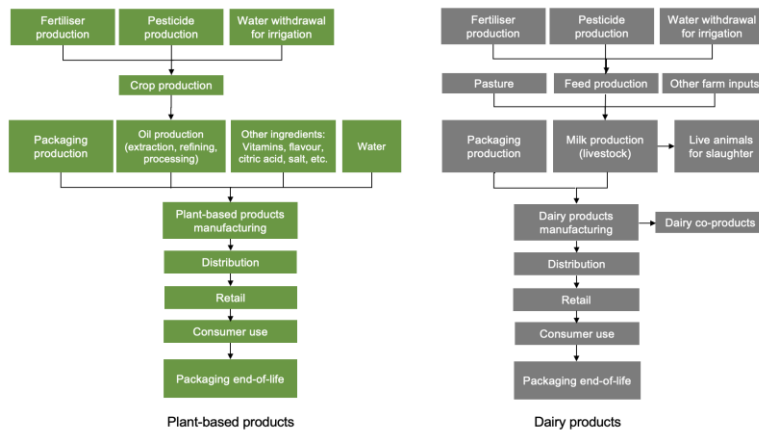 Fertiliser
production
Pesticide
production
Water withdrawal
for irrigation
Crop production
Packaging
production
Oil production
(extraction, refining,
processing)
Other ingredients:
Vitamins, flavour,
citric acid, salt, etc.
Water
Plant-based products
manufacturing
Distribution
Retail
Consumer use
Packaging end-of-life
Plant-based products
Fertiliser
production
Pesticide
production
Water withdrawal
for irrigation
Pasture
Feed production
Other farm inputs
Packaging
production
Milk production
(livestock)
Live animals
for slaughter
Dairy products
manufacturing
Dairy co-products
Distribution
Retail
Consumer use
Packaging end-of-life
Dairy products